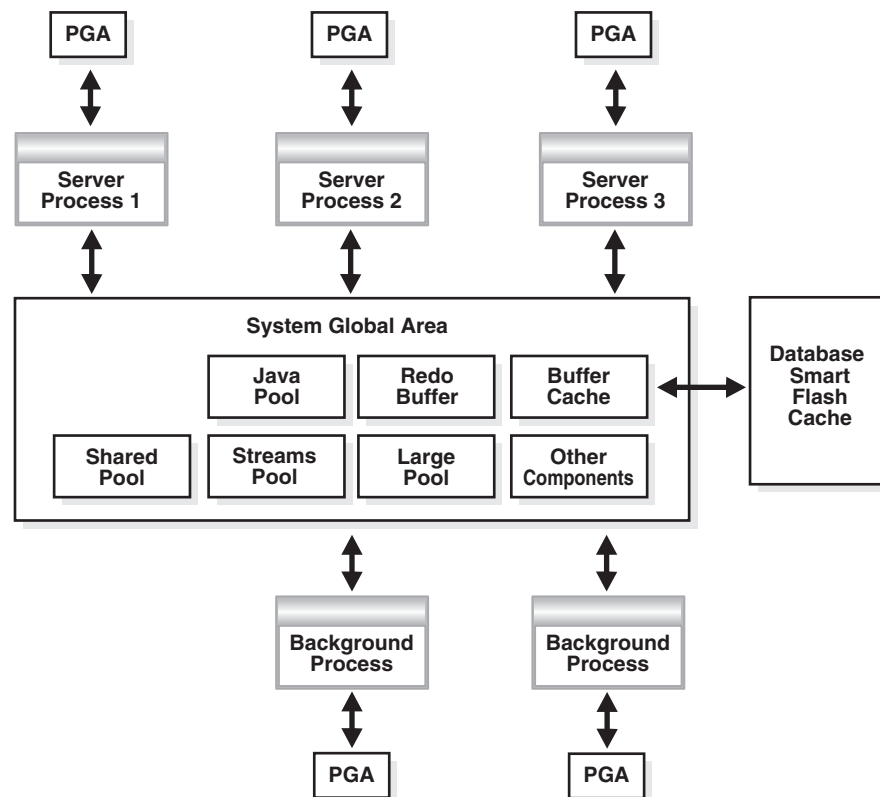 PGA
PGA
PGA
Server
Process 1
Server
Process 2
Server
Process 3
System Global Area
Java
Pool
Redo
Buffer
Buffer
Cache
Shared
Pool
Streams
Pool
Large
Pool
Other
Components
Database
Smart
Flash
Cache
Background
Process
Background
Process
PGA
PGA